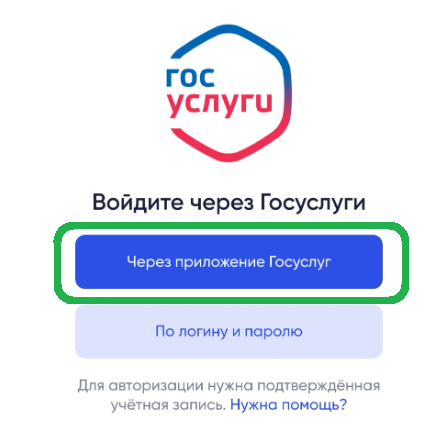 гос
услуги
Войдите через Госуслуги
Через приложение Госуслуг
По логину и паролю
Для авторизации нужна подтверждённая
учётная запись. Нужна помощь?